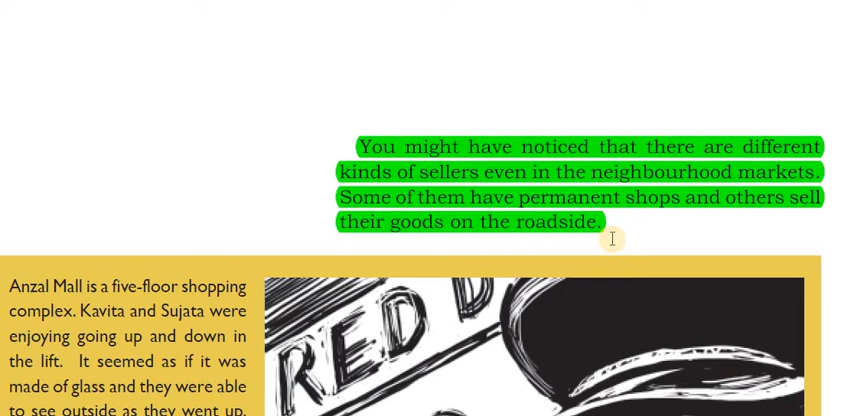 You might have noticed that there are different
kinds of sellers even in the neighbourhood markets.
Some of them have permanent shops and others sell
their goods on the roadside.
Anzal Mall is a five-floor shopping
complex. Kavita and Sujata were
enjoying going up and down in
the lift. It seemed as if it was
made of glass and they were able
to see outside as they went up.
RED D